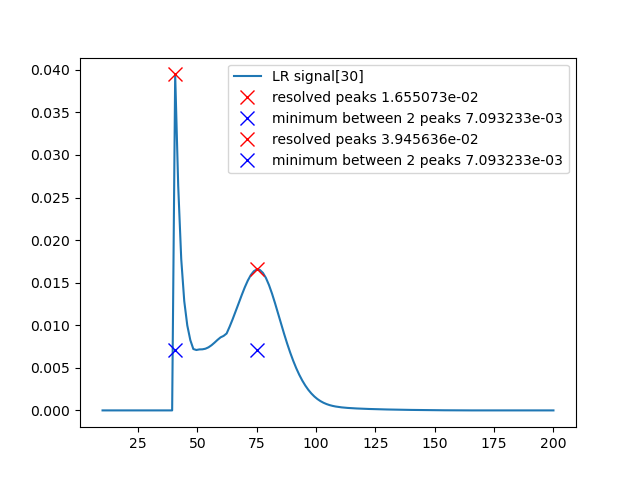 LR signal[30]
resolved peaks 1.655073e-02
minimum between 2 peaks 7.093233e-03
resolved peaks 3.945636e-02
minimum between 2 peaks 7.093233e-03
0.040
0.035
0.030
0.025
0.020
0.015
0.010
0.005
0.000
25 50 75 100 125 150 175 200